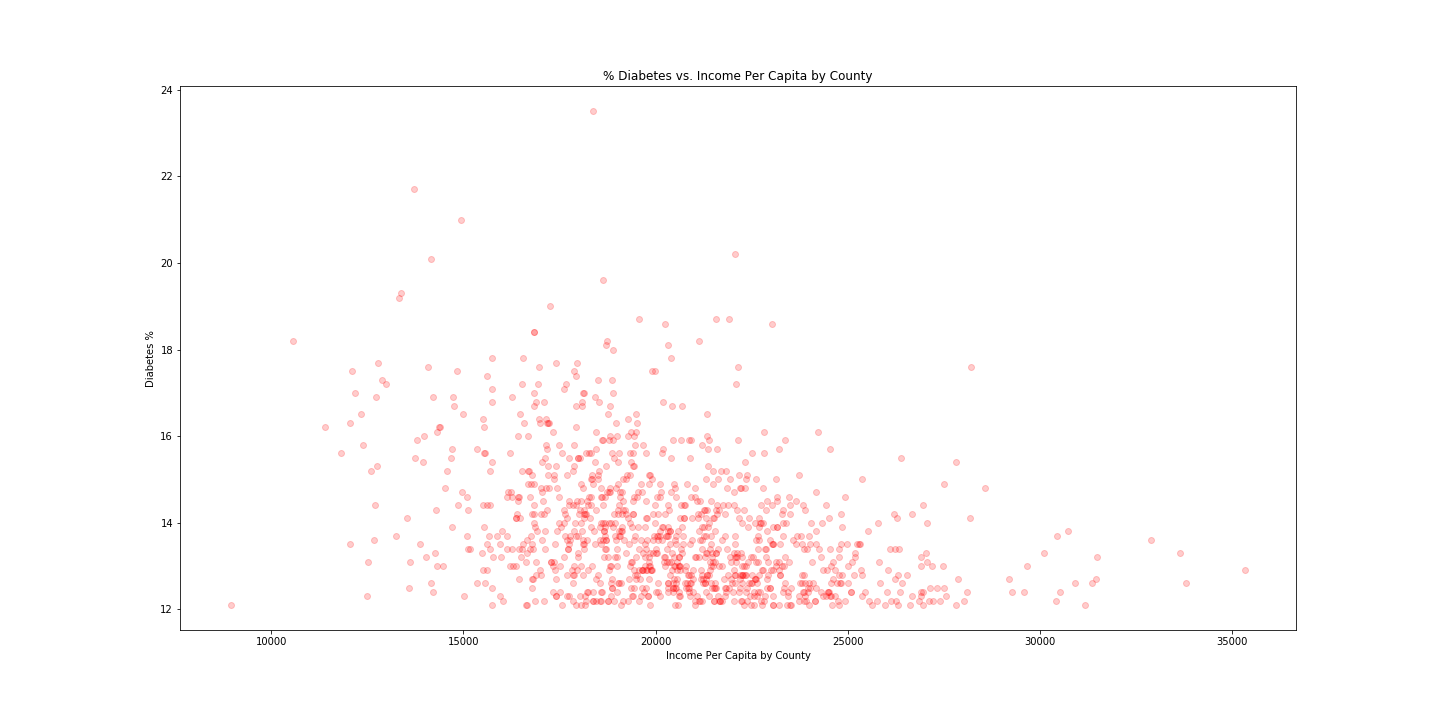 % Diabetes vs. Income Per Capita by County
24
22
20
18
16
14
12
Diabetes %
10000 15000 20000 25000 30000 35000
Income Per Capita by County